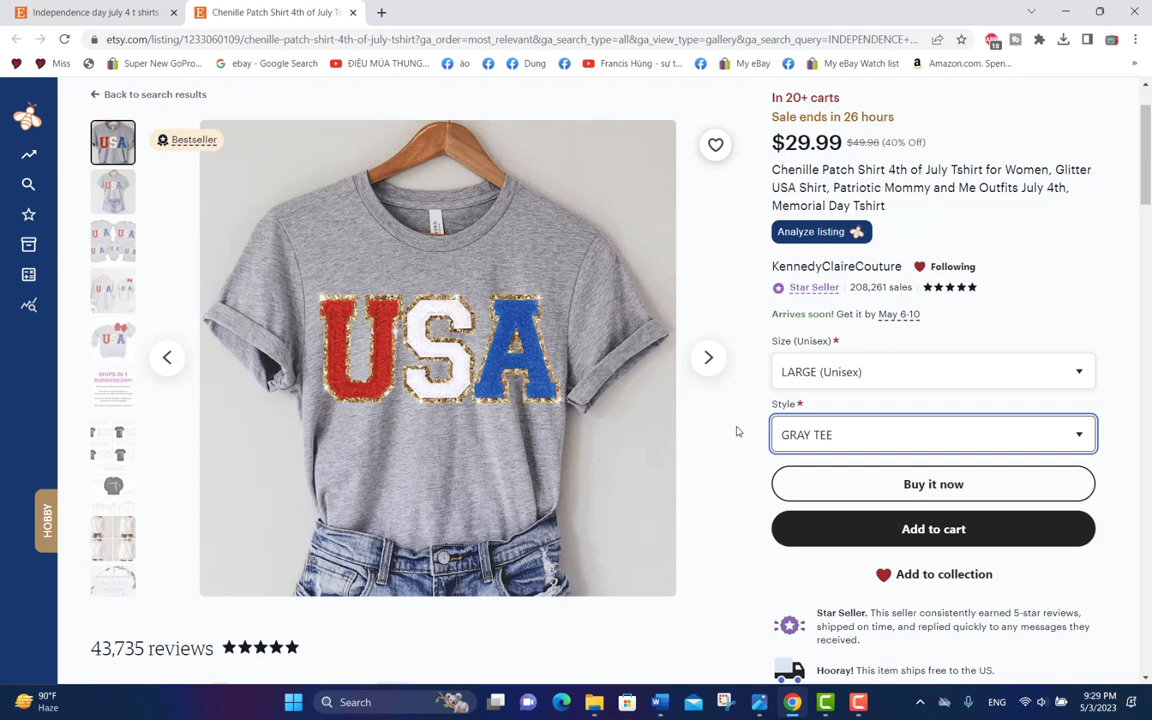 Independence day july 4 t shirts
Chenille Patch Shirt 4th of July T
etsy.com/listing/1233060109/chenille-patch-shirt-4th-of-july-tshirt?ga_order=most_relevant&ga_search_type=all&ga_view_type=gallery&ga_search_query=INDEPENDENCE+...
18
Miss
Super New GoPro...
ebay - Google Search
ĐIỆU MÚA THUNG...
ào
Dung
Francis Hùng - sự t...
My eBay
My eBay Watch list
Amazon.com. Spen...
Back to search results
Bestseller
USA
HOBBY
In 20+ carts
Sale ends in 26 hours
$29.99 $49.98 (40% Off)
Chenille Patch Shirt 4th of July Tshirt for Women, Glitter
USA Shirt, Patriotic Mommy and Me Outfits July 4th,
Memorial Day Tshirt
Analyze listing
KennedyClaireCouture Following
Star Seller 208,261 sales
Arrives soon! Get it by May 6-10
Size (Unisex) *
LARGE (Unisex)
Style *
GRAY TEE
Buy it now
Add to cart
Add to collection
Star Seller. This seller consistently earned 5-star reviews,
shipped on time, and replied quickly to any messages they
received.
Hooray! This item ships free to the US.
43,735 reviews
90°F
Haze
Search
ENG
9:29 PM
5/3/2023